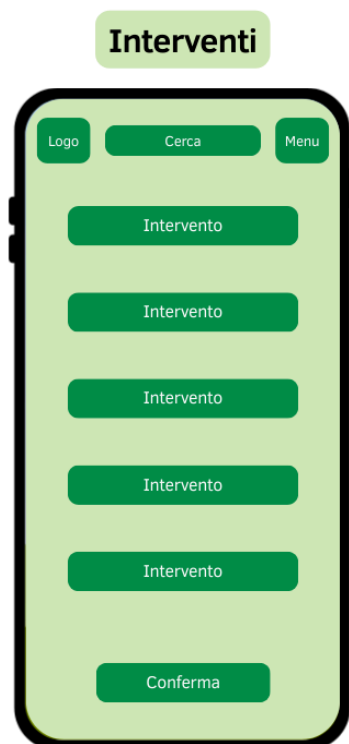 Interventi
Logo Cerca Menu
Intervento
Intervento
Intervento
Intervento
Intervento
Conferma